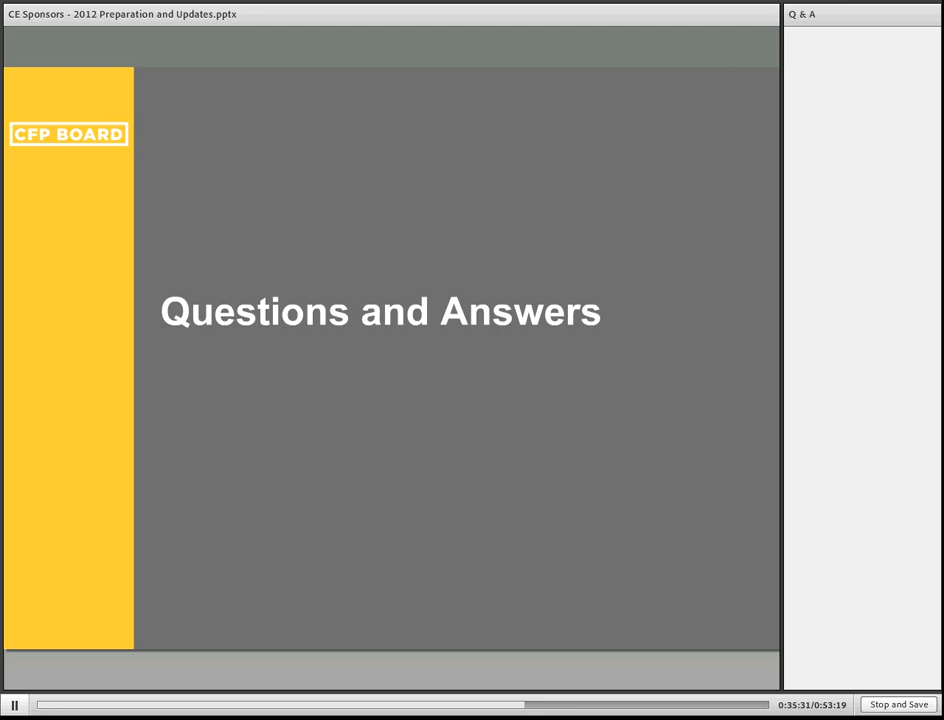 CE Sponsors - 2012 Preparation and Updates.pptx
Q & A
CFP BOARD
Questions and Answers
0:35:31/0:53:19
Stop and Save